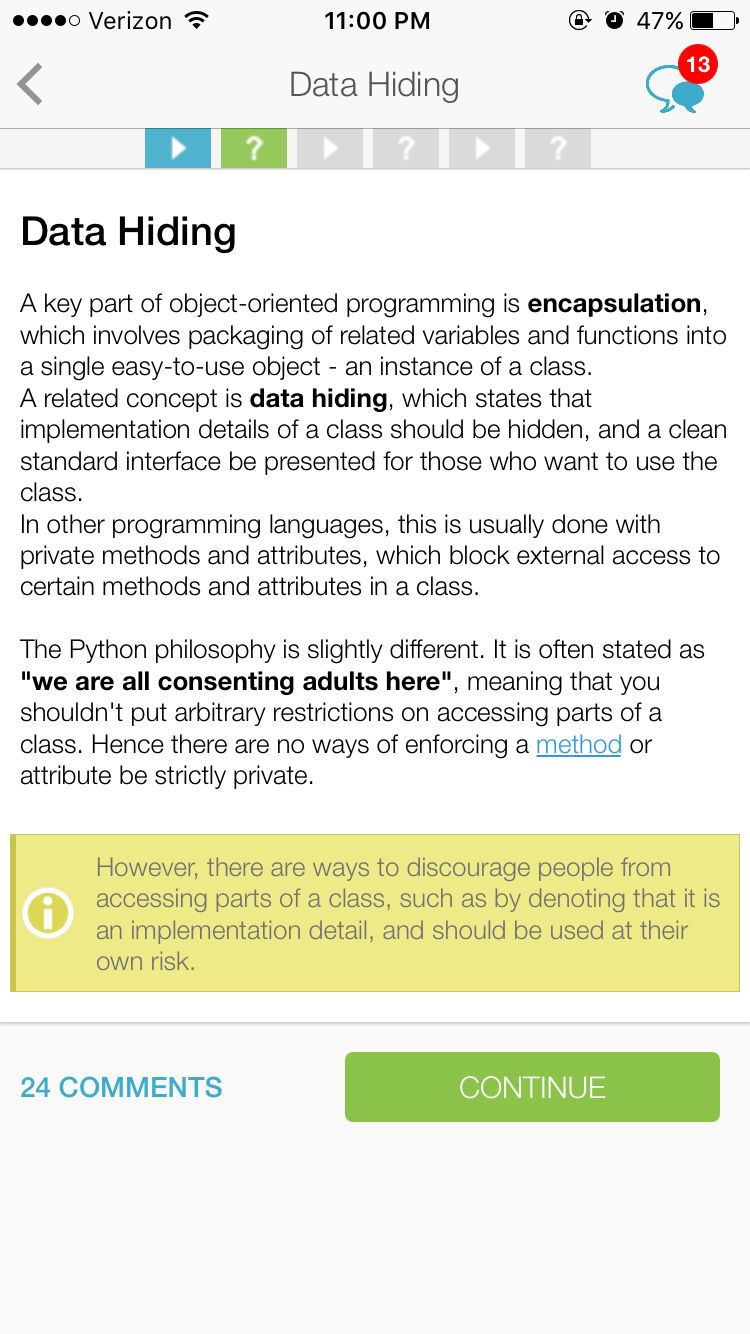 Verizon 11:00 PM 47%
Data Hiding 13
? ? ?
Data Hiding
A key part of object-oriented programming is encapsulation,
which involves packaging of related variables and functions into
a single easy-to-use object - an instance of a class.
A related concept is data hiding, which states that
implementation details of a class should be hidden, and a clean
standard interface be presented for those who want to use the
class.
In other programming languages, this is usually done with
private methods and attributes, which block external access to
certain methods and attributes in a class.
The Python philosophy is slightly different. It is often stated as
"we are all consenting adults here", meaning that you
shouldn't put arbitrary restrictions on accessing parts of a
class. Hence there are no ways of enforcing a method or
attribute be strictly private.
However, there are ways to discourage people from
accessing parts of a class, such as by denoting that it is
an implementation detail, and should be used at their
own risk.
24 COMMENTS CONTINUE